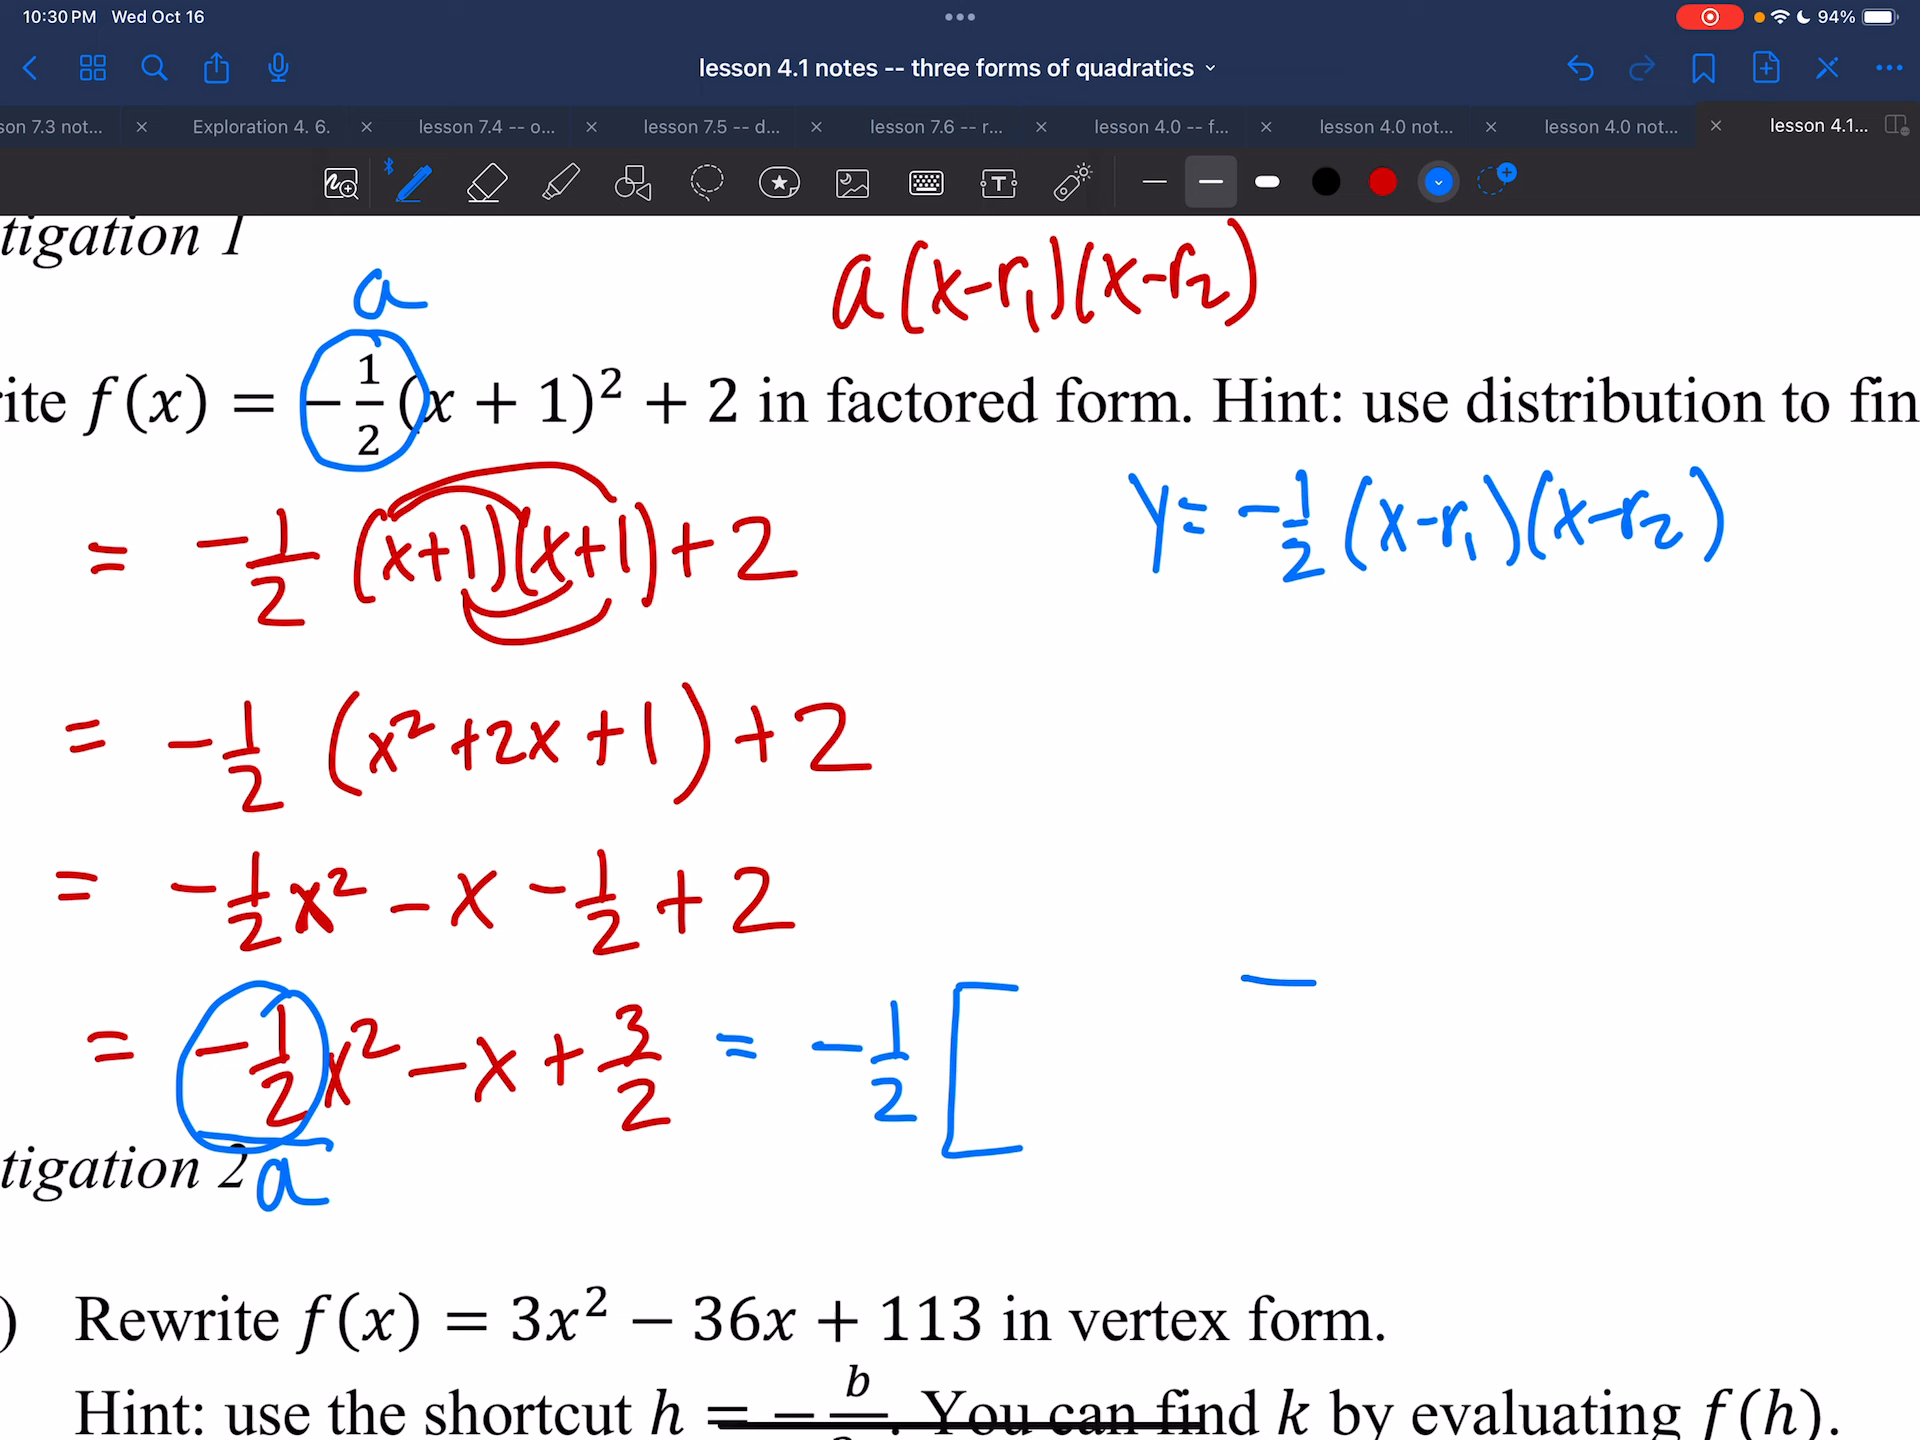 10:30 PM Wed Oct 16
94%
lesson 4.1 notes -- three forms of quadratics
son 7.3 not... Exploration 4. 6. lesson 7.4 -- o... lesson 7.5 -- d... lesson 7.6 -- r... lesson 4.0 -- f... lesson 4.0 not... lesson 4.0 not... lesson 4.1...
tigation 1
a
a(x-r₁)(x-r₂)
ite f(x) = -1/2(x + 1)² + 2 in factored form. Hint: use distribution to fin
= -1/2 (x+1)(x+1)+2
y= -1/2 (x-r₁)(x-r₂)
= -1/2 (x²+2x+1)+2
= -1/2x² - x - 1/2 + 2
= -1/2x² - x + 3/2 = -1/2 [ —
tigation 2
a
) Rewrite f(x) = 3x² − 36x + 113 in vertex form.
Hint: use the shortcut h = − b/. You can find k by evaluating f(h).